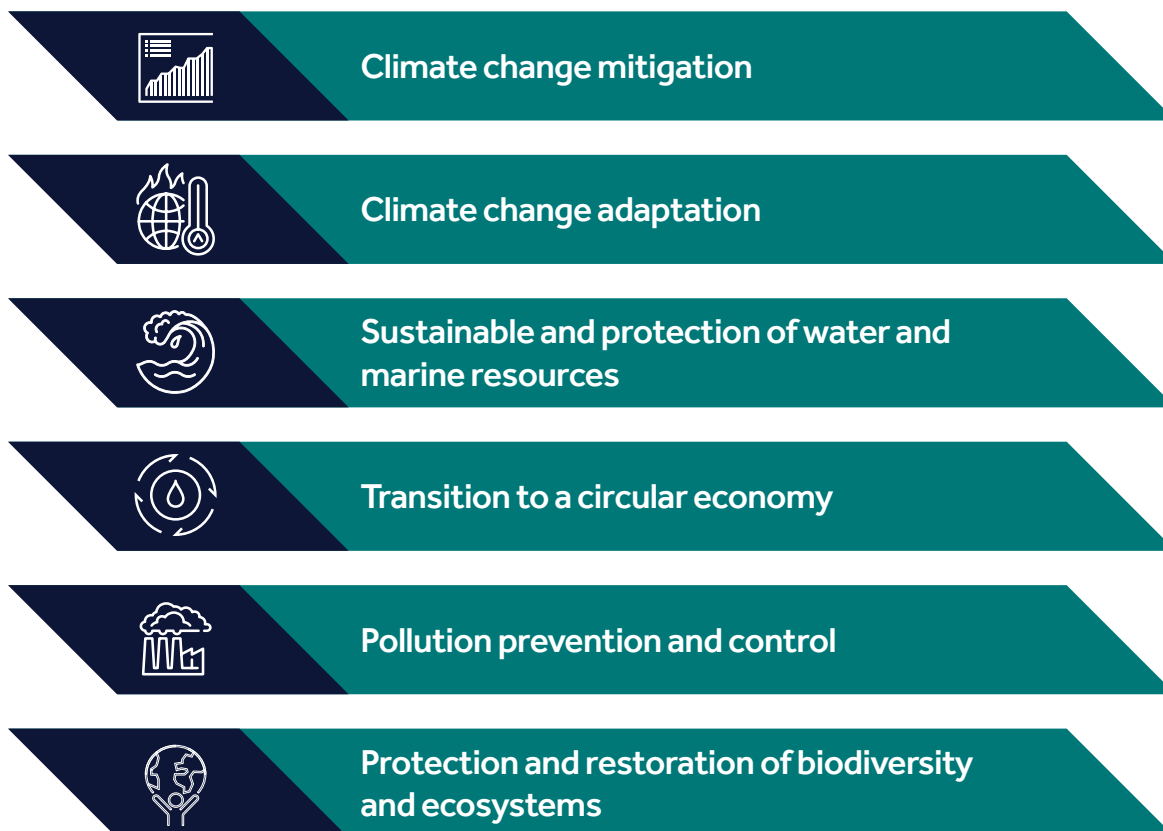 Climate change mitigation
Climate change adaptation
Sustainable and protection of water and
marine resources
Transition to a circular economy
Pollution prevention and control
Protection and restoration of biodiversity
and ecosystems